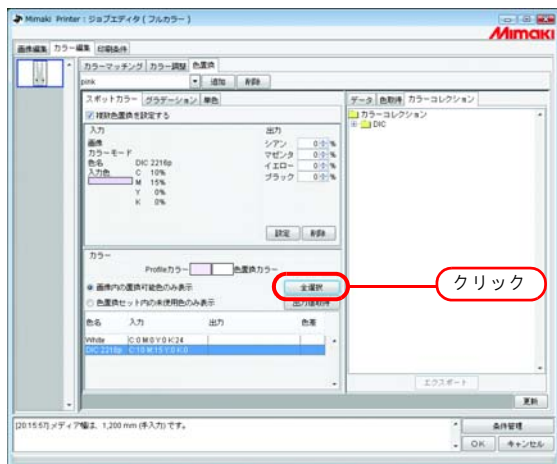 Mimaki Printer : ジョブエディタ ( フルカラー )
Mimaki
画像編集 カラー編集 印刷条件
カラーマッチング カラー調整 色置換
pink 追加 削除
スポットカラー グラデーション 単色
複数色置換を設定する
入力 出力
画像
カラーモード
色名 DIC 2216p
入力色 C 10%
M 15%
Y 0%
K 0%
シアン 0 %
マゼンタ 0 %
イエロー 0 %
ブラック 0 %
設定 削除
カラー
Profileカラー 色置換カラー
画像内の置換可能色のみ表示 全選択
色置換セット内の未使用色のみ表示 出力値取得
色名 入力 出力 色差
White C:0 M:0 Y:0 K:24
DIC 2216p C:10 M:15 Y:0 K:0
データ 色取得 カラーコレクション
カラーコレクション
DIC
エクスポート
更新
クリック
[20:15:57] メディア幅は、1,200 mm (手入力) です。
条件管理
OK キャンセル